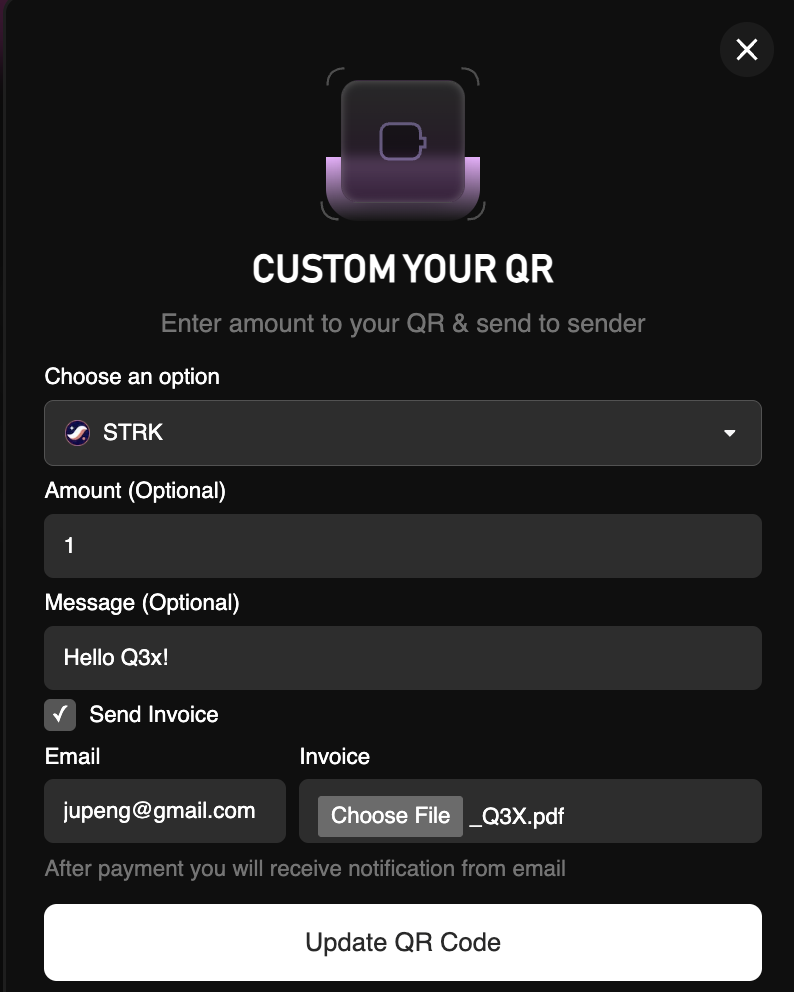 CUSTOM YOUR QR
Enter amount to your QR & send to sender
Choose an option
STRK
Amount (Optional)
1
Message (Optional)
Hello Q3x!
Send Invoice
Email Invoice
jupeng@gmail.com Choose File _Q3X.pdf
After payment you will receive notification from email
Update QR Code